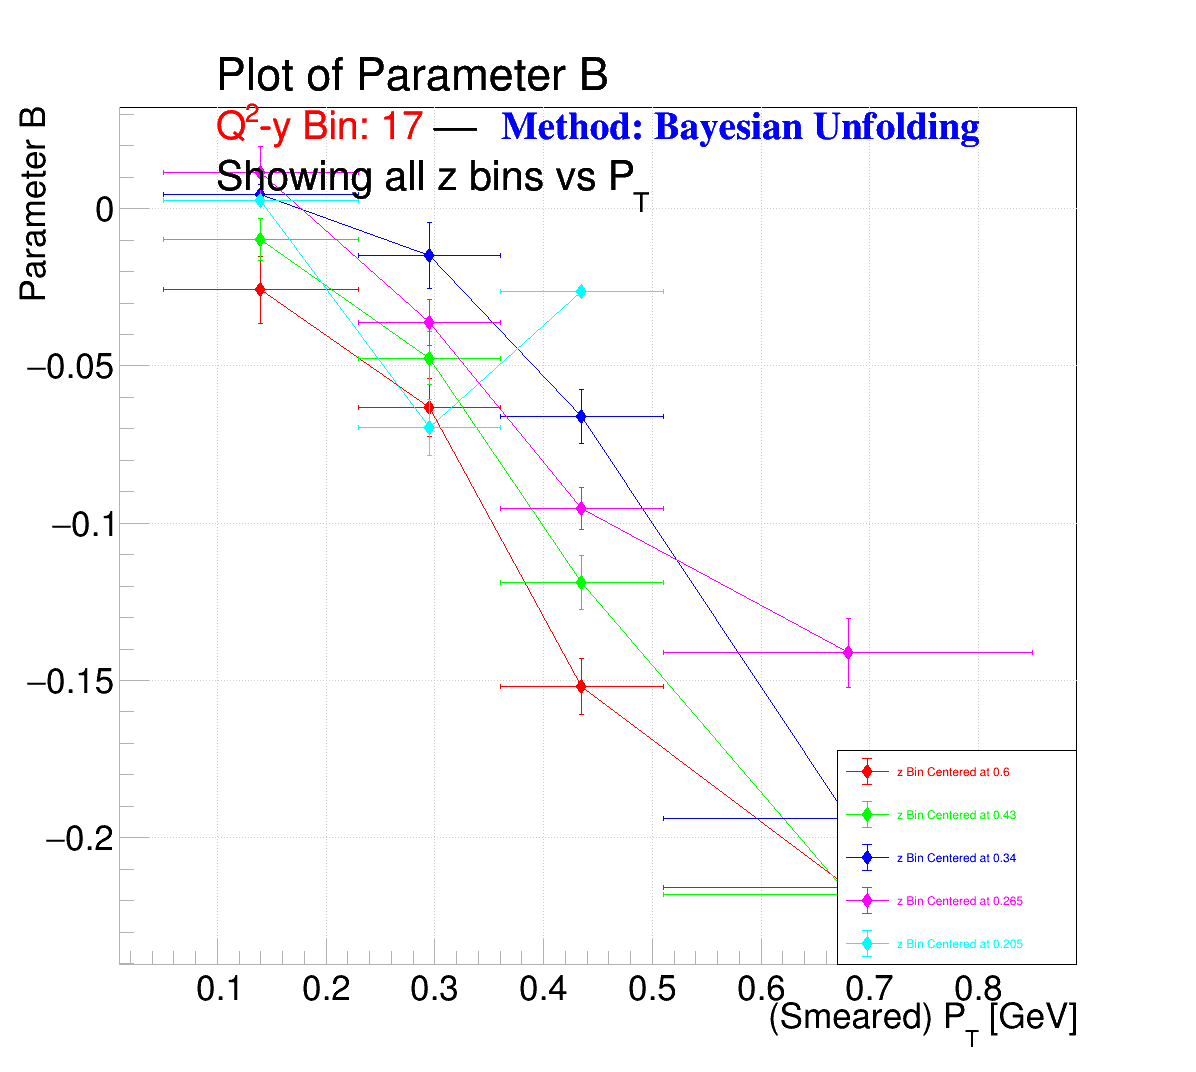 Plot of Parameter B
Q²-y Bin: 17 — Method: Bayesian Unfolding
Showing all z bins vs P_T
Parameter B
0
−0.05
−0.1
−0.15
−0.2
z Bin Centered at 0.6
z Bin Centered at 0.43
z Bin Centered at 0.34
z Bin Centered at 0.265
z Bin Centered at 0.205
0.1 0.2 0.3 0.4 0.5 0.6 0.7 0.8
(Smeared) P_T [GeV]